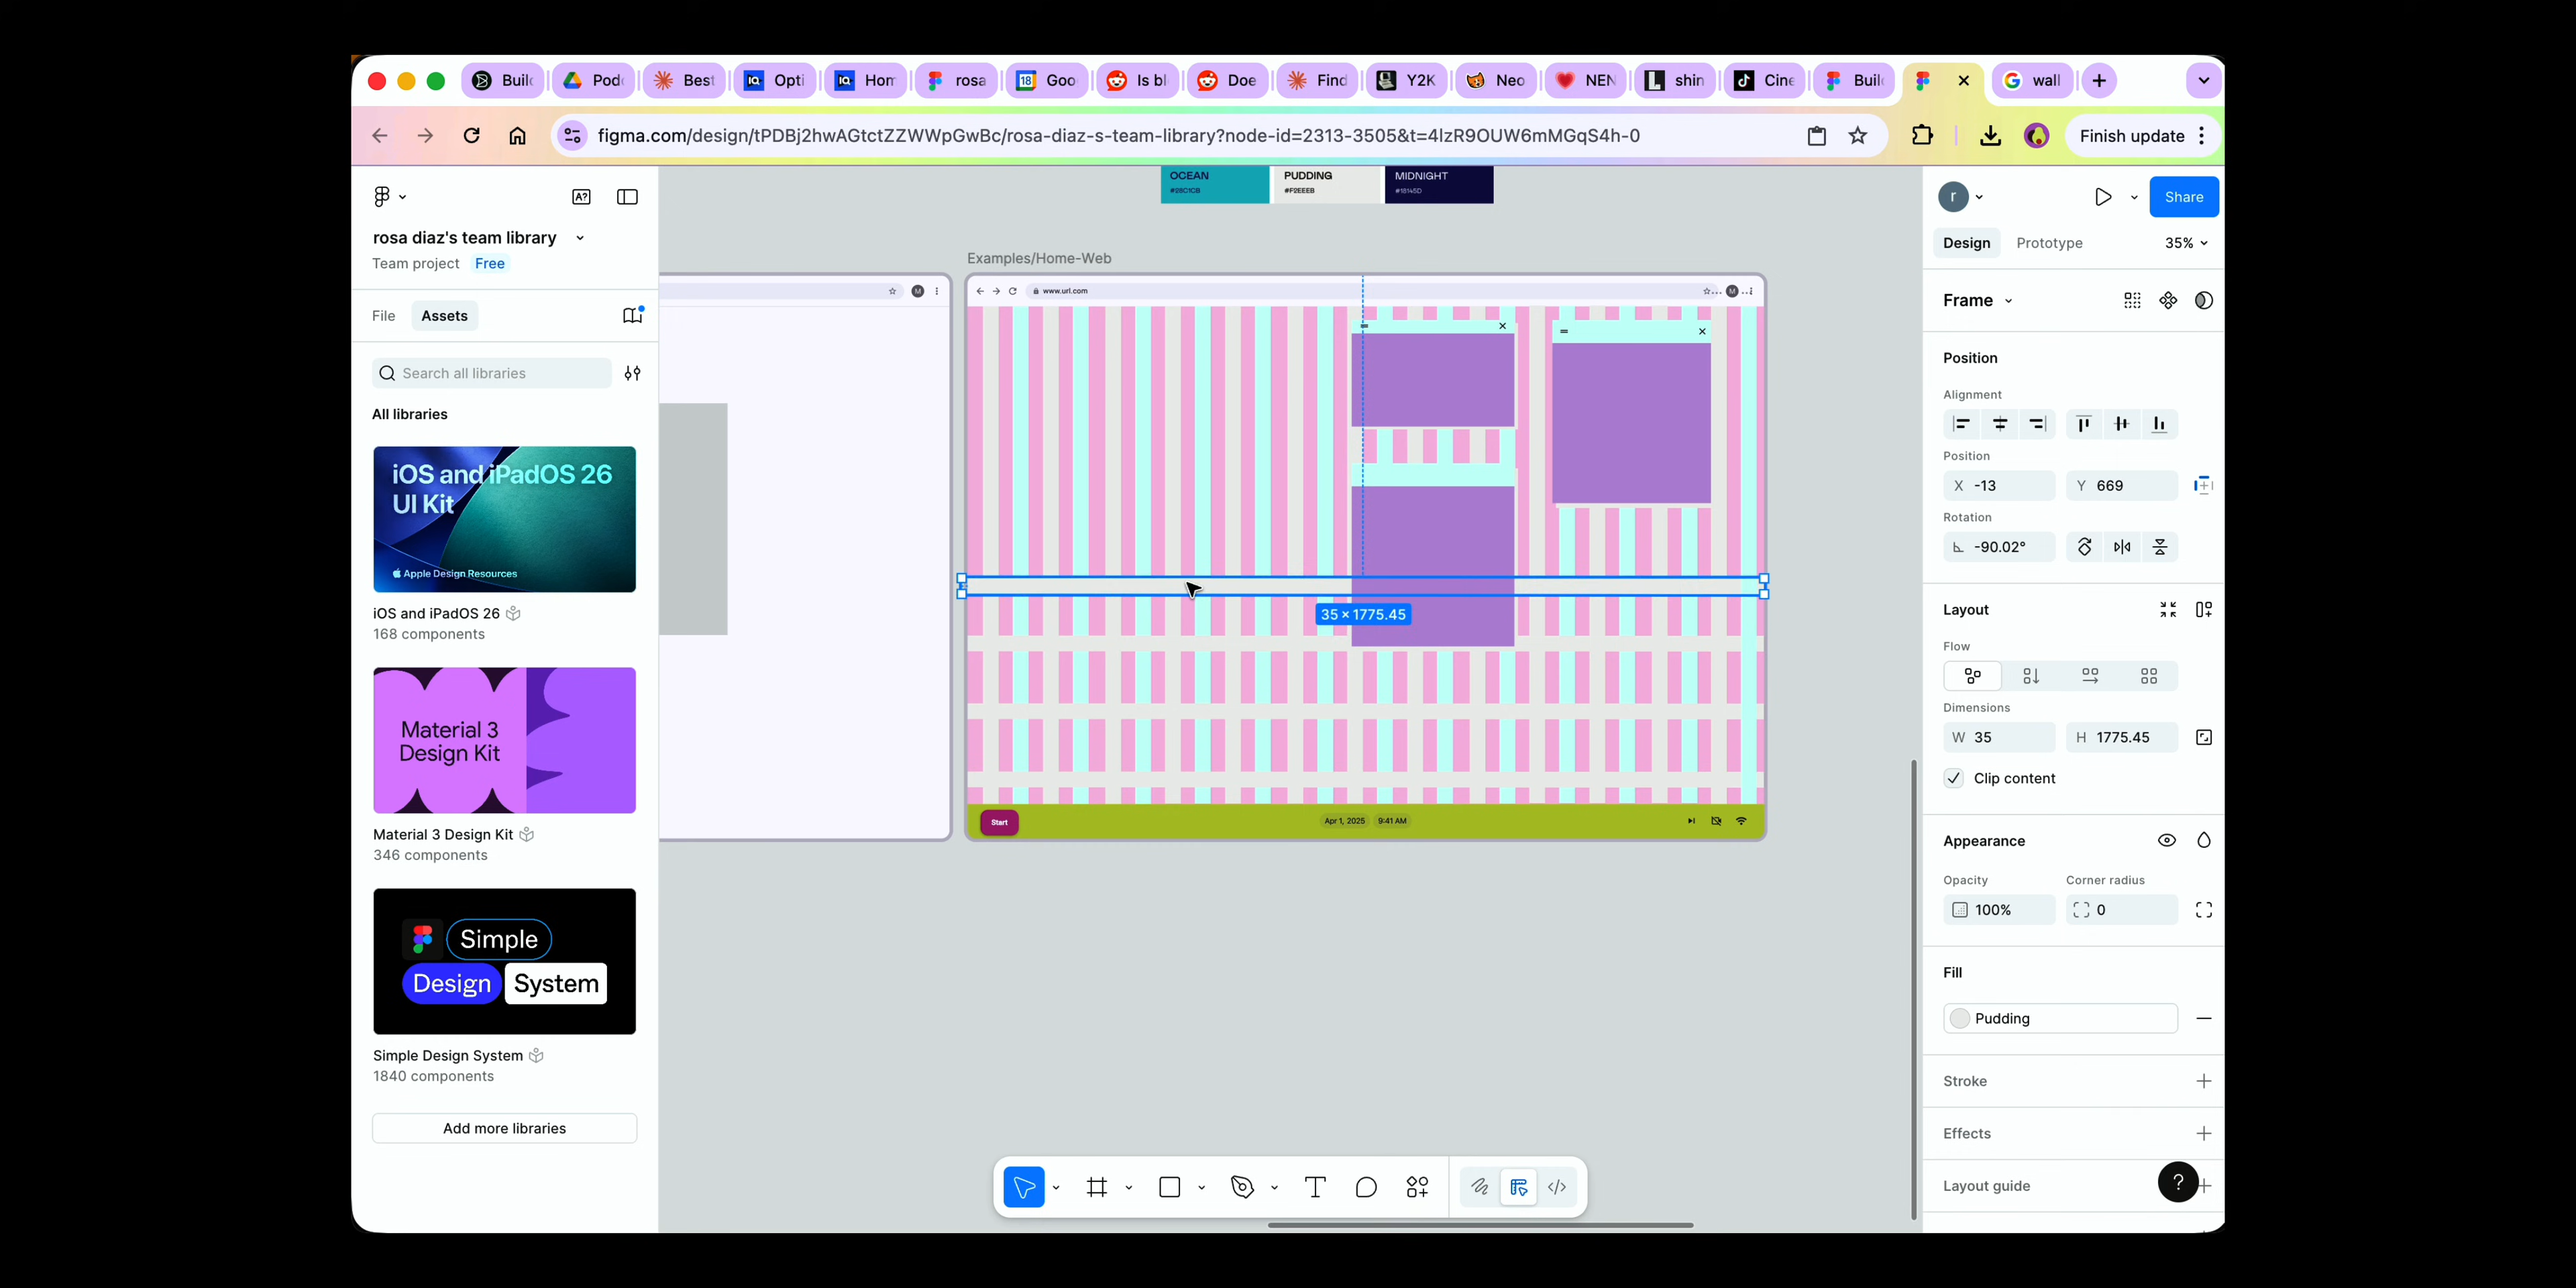 Build
Podc
Best
Opti
Hom
rosa
18
Goo
Is bl
Doe
Find
Y2K
Neo
NEN
shin
Cine
Build
wall
figma.com/design/tPDBj2hwAGtctZZWWpGwBc/rosa-diaz-s-team-library?node-id=2313-3505&t=4lzR9OUW6mMGqS4h-0
Finish update
rosa diaz's team library
Team project Free
File Assets
Search all libraries
All libraries
iOS and iPadOS 26
UI Kit
Apple Design Resources
iOS and iPadOS 26
168 components
Material 3
Design Kit
Material 3 Design Kit
346 components
Simple
Design System
Simple Design System
1840 components
Add more libraries
OCEAN
PUDDING
#F2EEEB
MIDNIGHT
Examples/Home-Web
M
www.url.com
M
35 × 1775.45
Start
Apr 1, 2025 9:41 AM
r
Share
Design Prototype 35%
Frame
Position
Alignment
Position
X -13 Y 669
Rotation
-90.02°
Layout
Flow
Dimensions
W 35 H 1775.45
Clip content
Appearance
Opacity Corner radius
100% 0
Fill
Pudding
Stroke
Effects
Layout guide
?